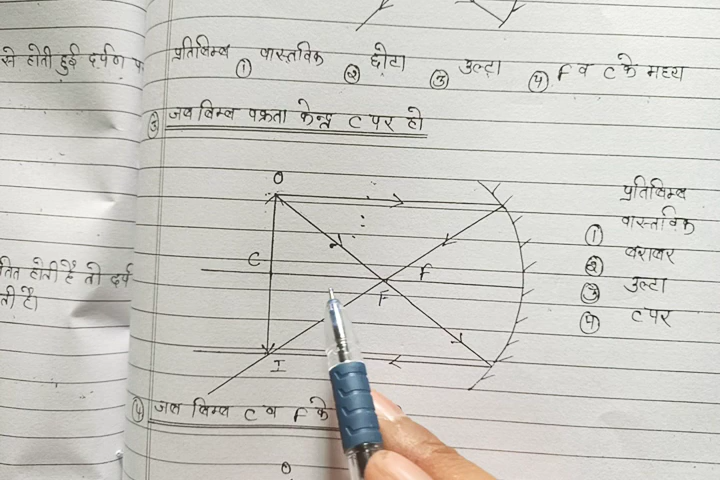 से होती हुई दर्पण प
प्रतिबिम्ब ① वास्तविक ② छोटा ③ उल्टा ④ F व C के मध्य
③ जब बिम्ब वक्रता केन्द्र C पर हो
O
C
F
F
I
प्रतिबिम्ब
① वास्तविक
② बराबर
③ उल्टा
④ C पर
होती है तो दर्प
ती है।
④ जब बिम्ब C व F के
O